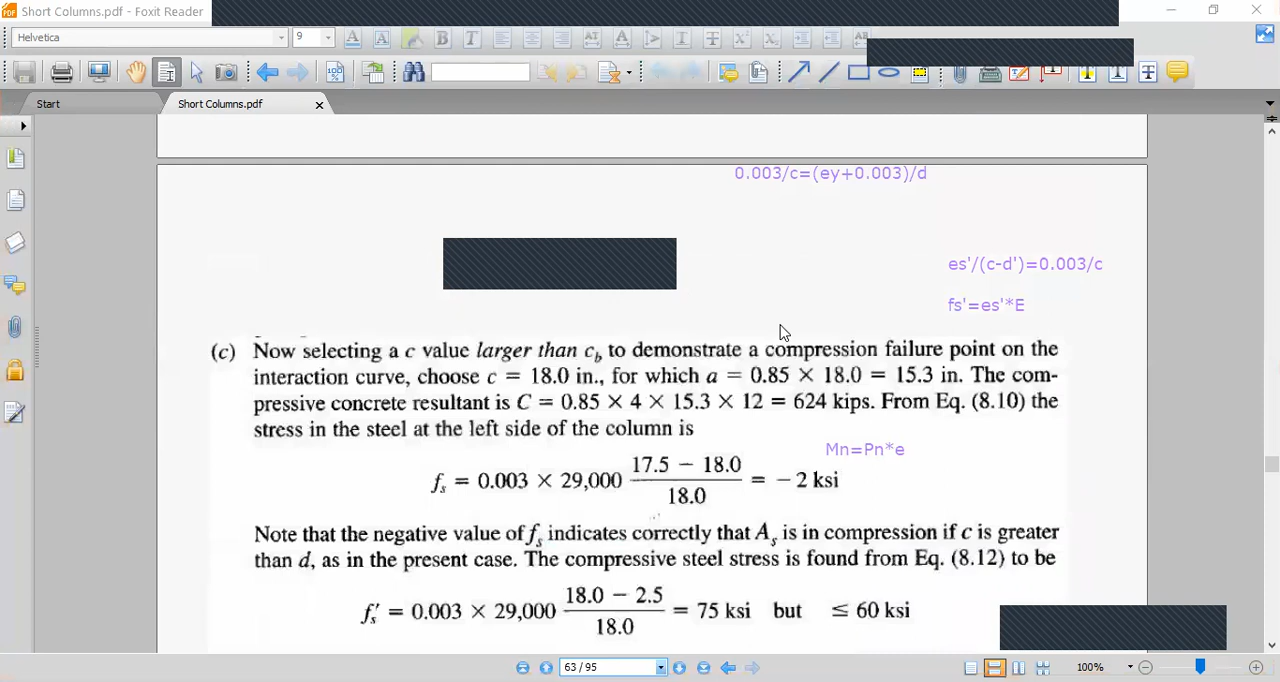 Short Columns.pdf - Foxit Reader
Helvetica 9
Start Short Columns.pdf
0.003/c=(ey+0.003)/d
es'/(c-d')=0.003/c
fs'=es'*E
(c) Now selecting a c value larger than c_b to demonstrate a compression failure point on the
interaction curve, choose c = 18.0 in., for which a = 0.85 × 18.0 = 15.3 in. The com-
pressive concrete resultant is C = 0.85 × 4 × 15.3 × 12 = 624 kips. From Eq. (8.10) the
stress in the steel at the left side of the column is
Mn=Pn*e
f_s = 0.003 × 29,000 (17.5 − 18.0)/18.0 = − 2 ksi
Note that the negative value of f_s indicates correctly that A_s is in compression if c is greater
than d, as in the present case. The compressive steel stress is found from Eq. (8.12) to be
f_s' = 0.003 × 29,000 (18.0 − 2.5)/18.0 = 75 ksi but ≤ 60 ksi
63 / 95 100%